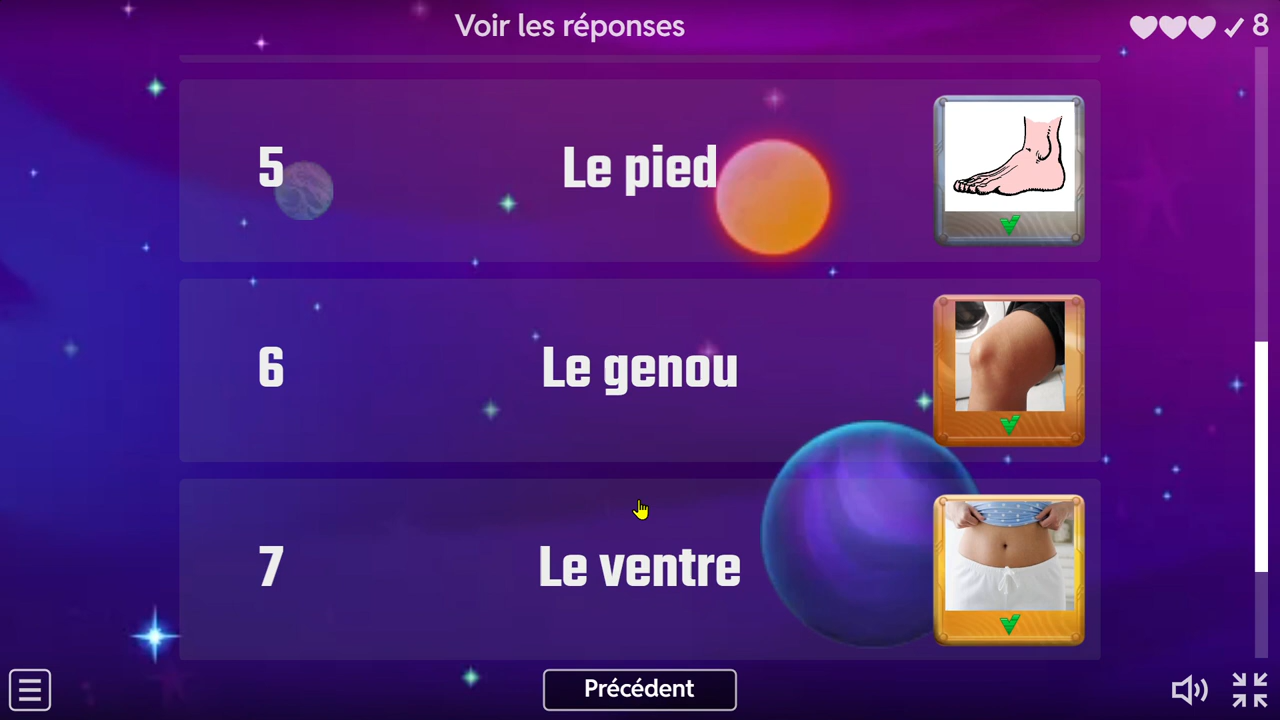 Voir les réponses
✓ 8
5
Le pied
6
Le genou
7
Le ventre
Précédent